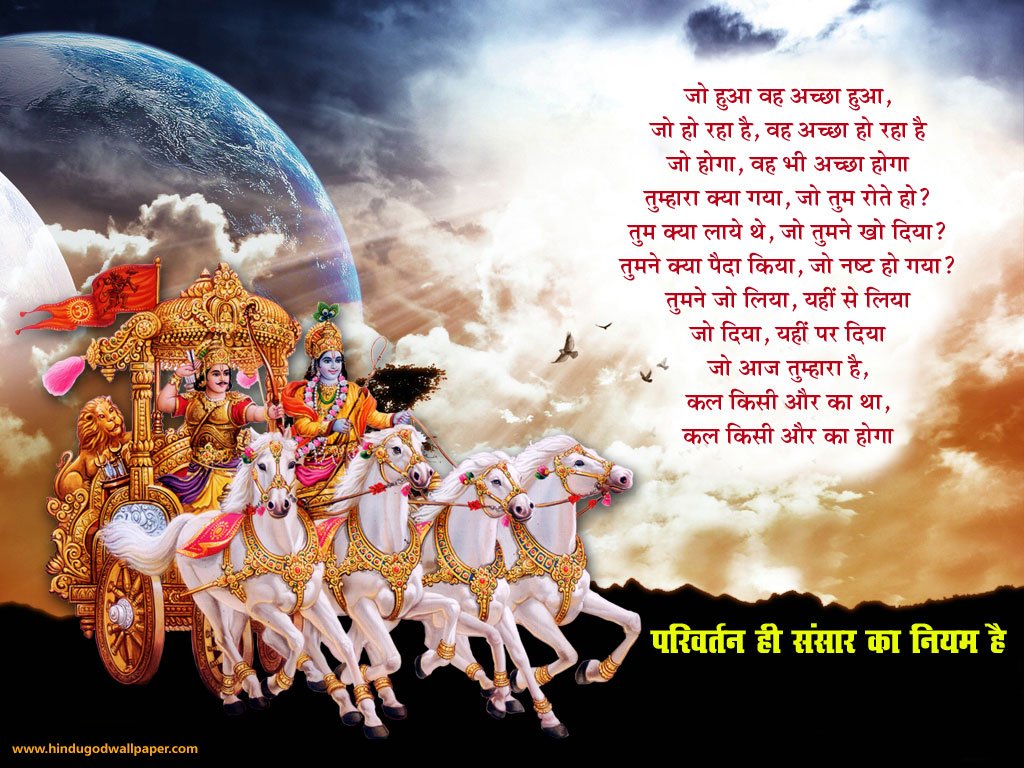 जो हुआ वह अच्छा हुआ,
जो हो रहा है, वह अच्छा हो रहा है
जो होगा, वह भी अच्छा होगा
तुम्हारा क्या गया, जो तुम रोते हो?
तुम क्या लाये थे, जो तुमने खो दिया?
तुमने क्या पैदा किया, जो नष्ट हो गया?
तुमने जो लिया, यहीं से लिया
जो दिया, यहीं पर दिया
जो आज तुम्हारा है,
कल किसी और का था,
कल किसी और का होगा
परिवर्तन ही संसार का नियम है
ॐ
www.hindugodwallpaper.com